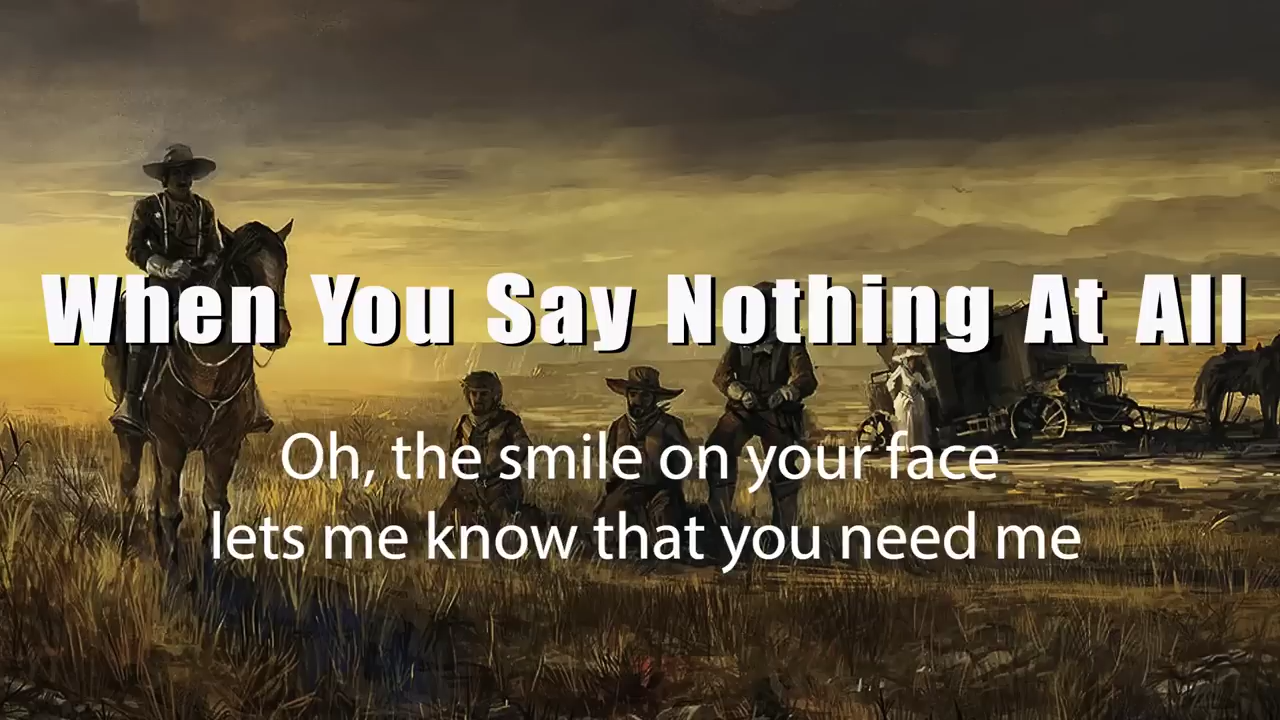 When You Say Nothing At All
Oh, the smile on your face
lets me know that you need me